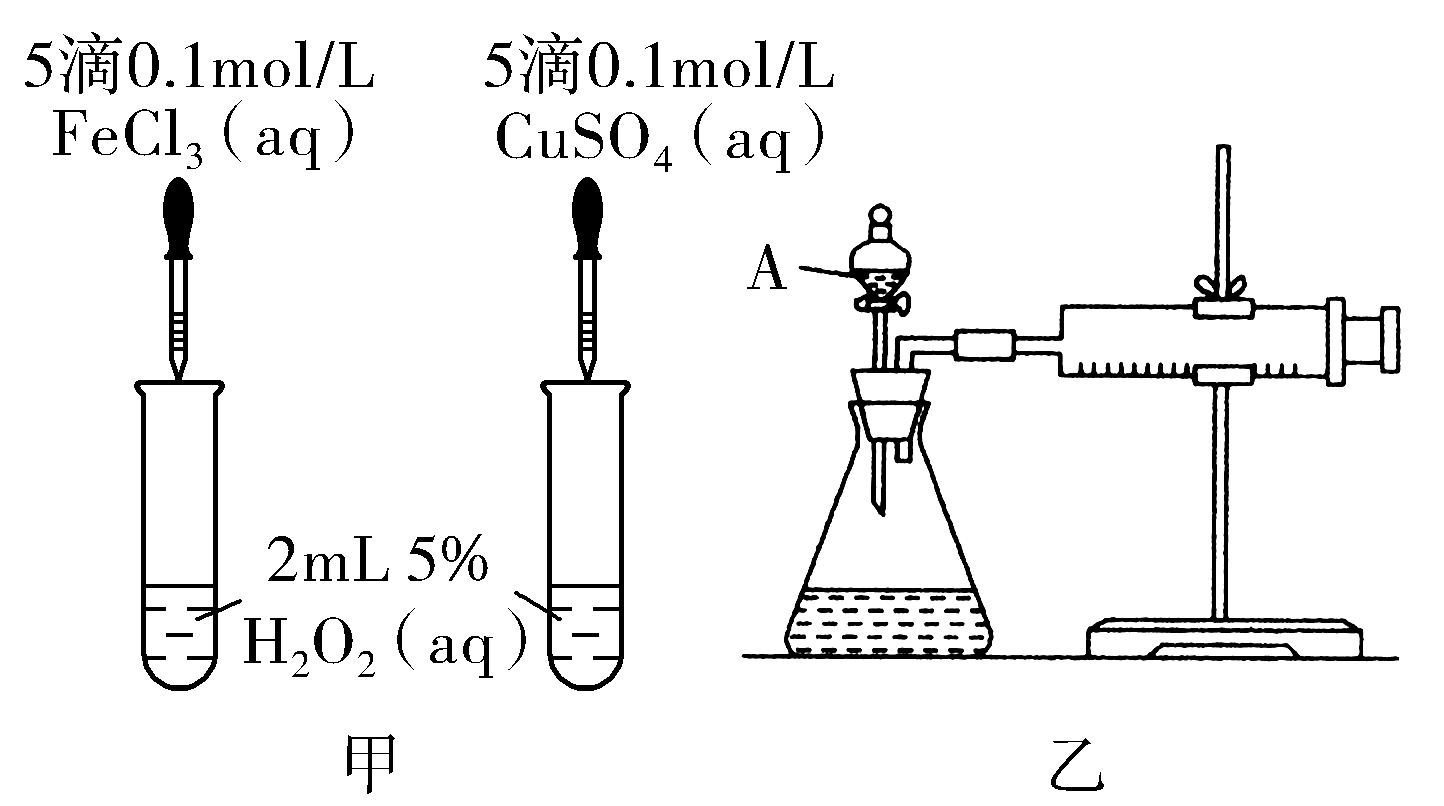 5滴0.1mol/L
FeCl₃(aq)
5滴0.1mol/L
CuSO₄(aq)
A
2mL 5%
H₂O₂(aq)
甲
乙